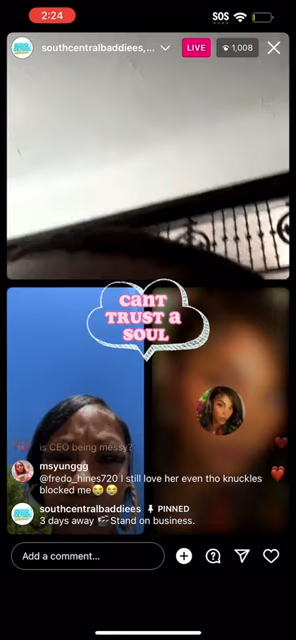 2:24
SOS
southcentralbaddiees,...
LIVE
1,008
CANT
TRUST a
SOUL
is CEO being messy?
msyunggg
@fredo_hines720 I still love her even tho knuckles
blocked me😂😂
southcentralbaddiees PINNED
3 days away 🎬Stand on business.
Add a comment...